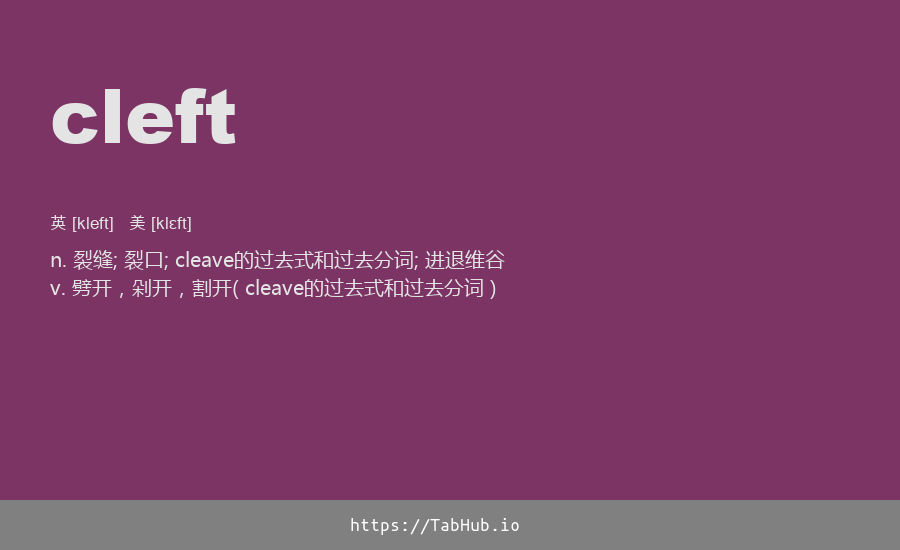 cleft
英 [kleft] 美 [klɛft]
n. 裂缝; 裂口; cleave的过去式和过去分词; 进退维谷
v. 劈开，剁开，割开( cleave的过去式和过去分词 )
https://TabHub.io